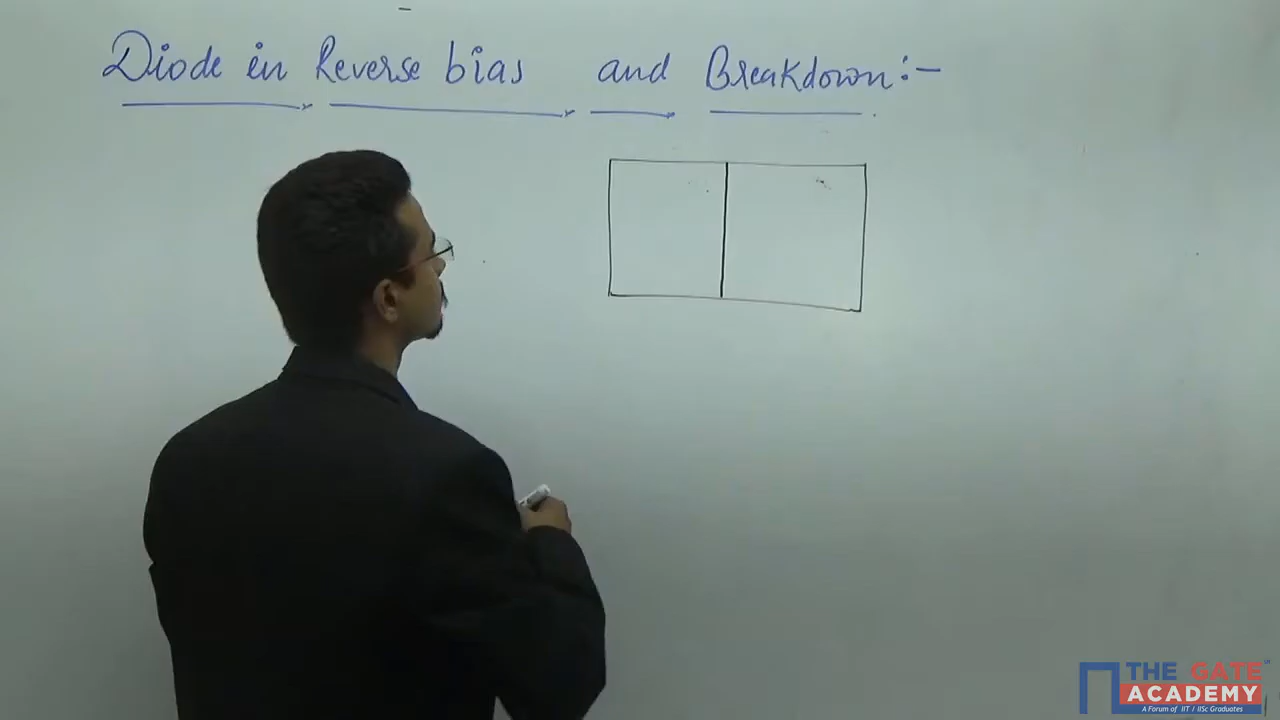 Diode in Reverse bias and Breakdown:-
THE GATE
ACADEMY
A Forum of IIT / IISc Graduates